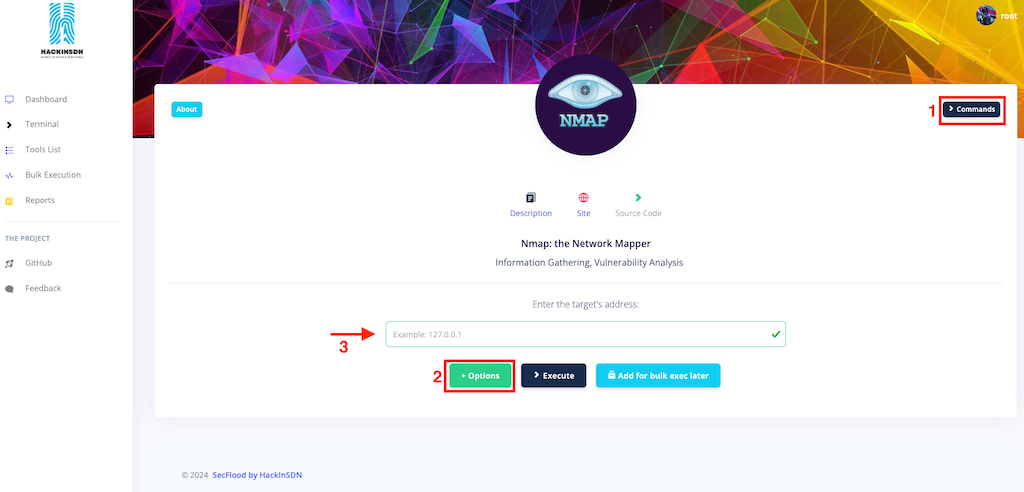 HACKINSDN
root
Dashboard
Terminal
Tools List
Bulk Execution
Reports
THE PROJECT
GitHub
Feedback
About
NMAP
1
Commands
Description Site Source Code
Nmap: the Network Mapper
Information Gathering, Vulnerability Analysis
Enter the target's address:
3
Example: 127.0.0.1
2
+ Options
Execute
Add for bulk exec later
© 2024 SecFlood by HackInSDN